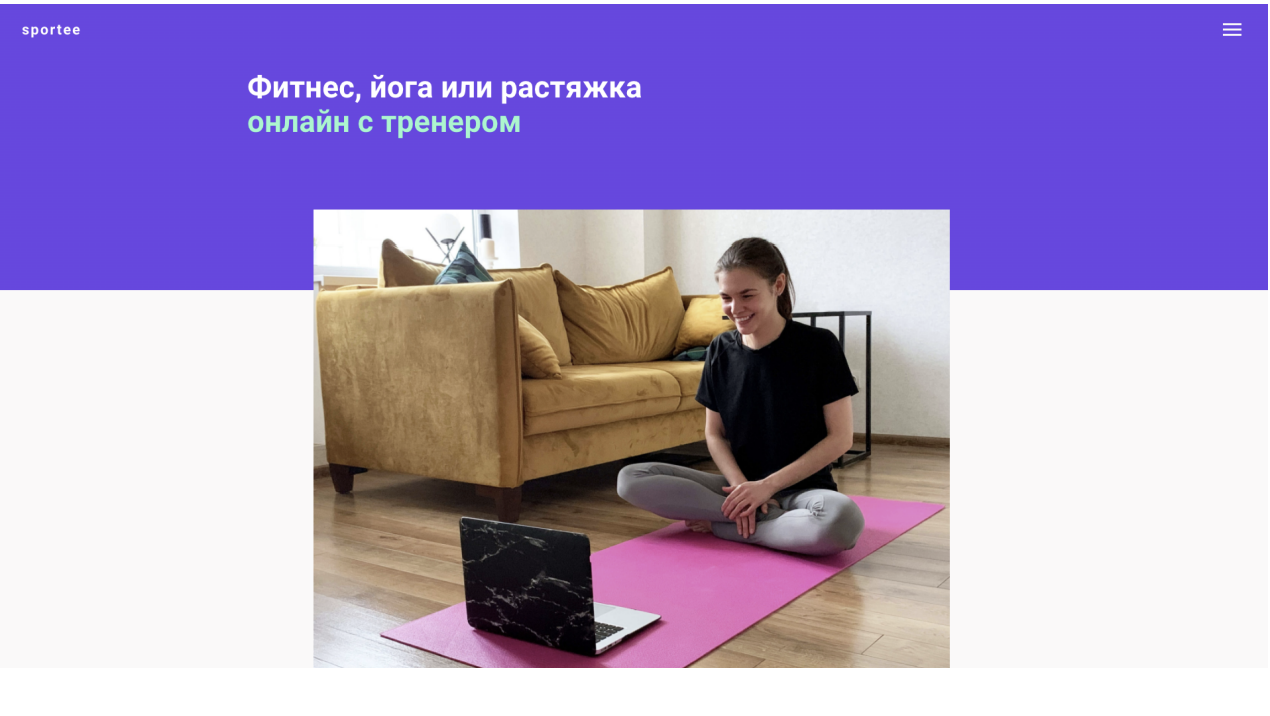 sportee
Фитнес, йога или растяжка
онлайн с тренером